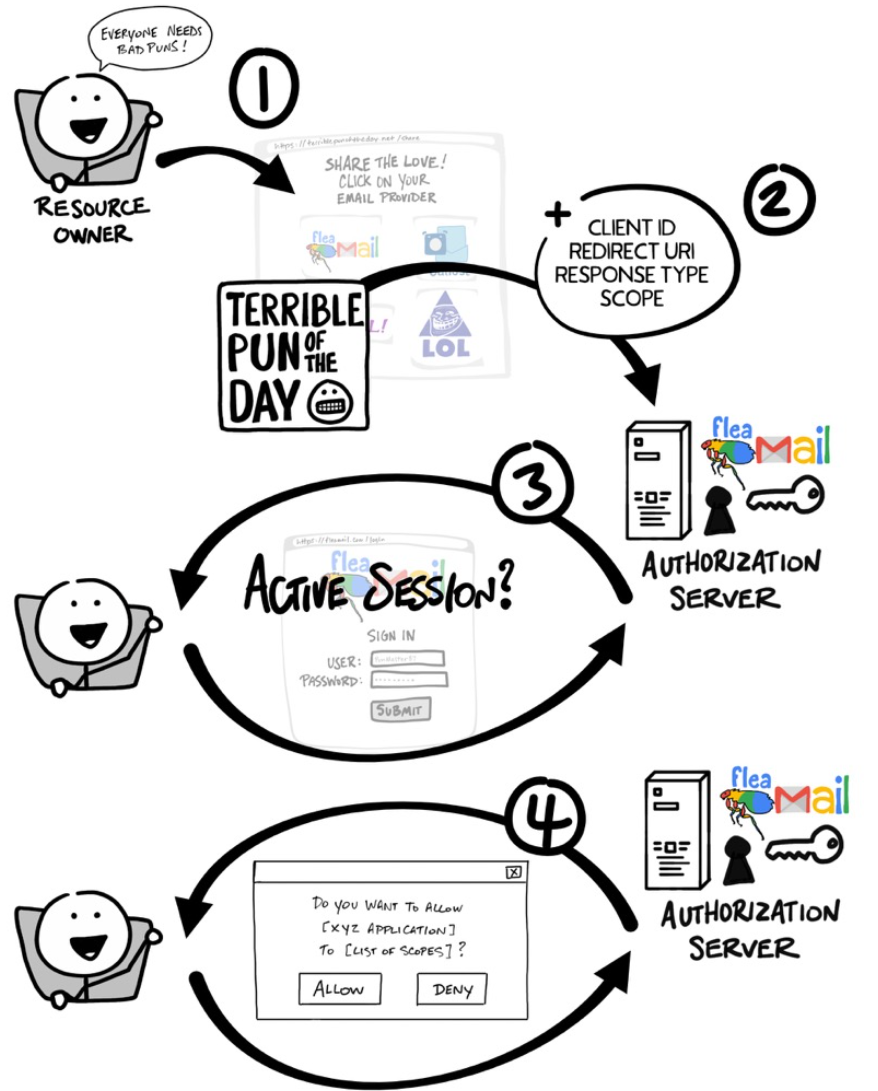 EVERYONE NEEDS
BAD PUNS!
1
RESOURCE
OWNER
https://terriblepunoftheday.net/share
SHARE THE LOVE!
CLICK ON YOUR
EMAIL PROVIDER
flea
Mail
L!
LOL
TERRIBLE
PUN OF THE
DAY
2
+
CLIENT ID
REDIRECT URI
RESPONSE TYPE
SCOPE
flea
Mail
AUTHORIZATION
SERVER
3
https://fleamail.com/login
flea
ACTIVE SESSION?
SIGN IN
USER:
PASSWORD:
SUBMIT
4
flea
Mail
AUTHORIZATION
SERVER
X
DO YOU WANT TO ALLOW
[XYZ APPLICATION]
TO [LIST OF SCOPES]?
ALLOW
DENY